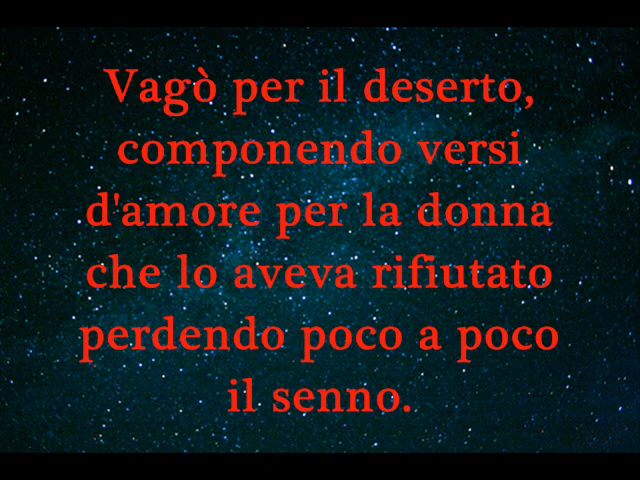 Vagò per il deserto,
componendo versi
d'amore per la donna
che lo aveva rifiutato
perdendo poco a poco
il senno.